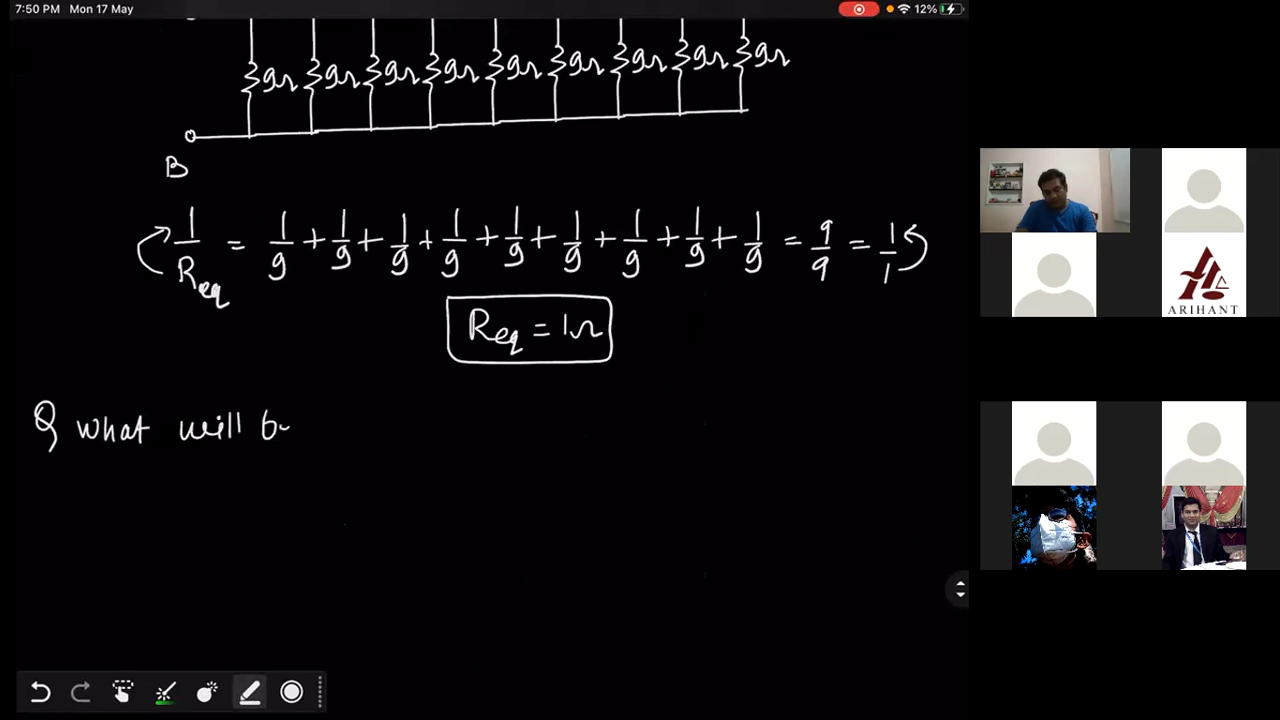 7:50 PM Mon 17 May
12%
9Ω 9Ω 9Ω 9Ω 9Ω 9Ω 9Ω 9Ω 9Ω
B
1/Req = 1/9 + 1/9 + 1/9 + 1/9 + 1/9 + 1/9 + 1/9 + 1/9 + 1/9 = 9/9 = 1/1
Req = 1Ω
Q what will be
ARIHANT